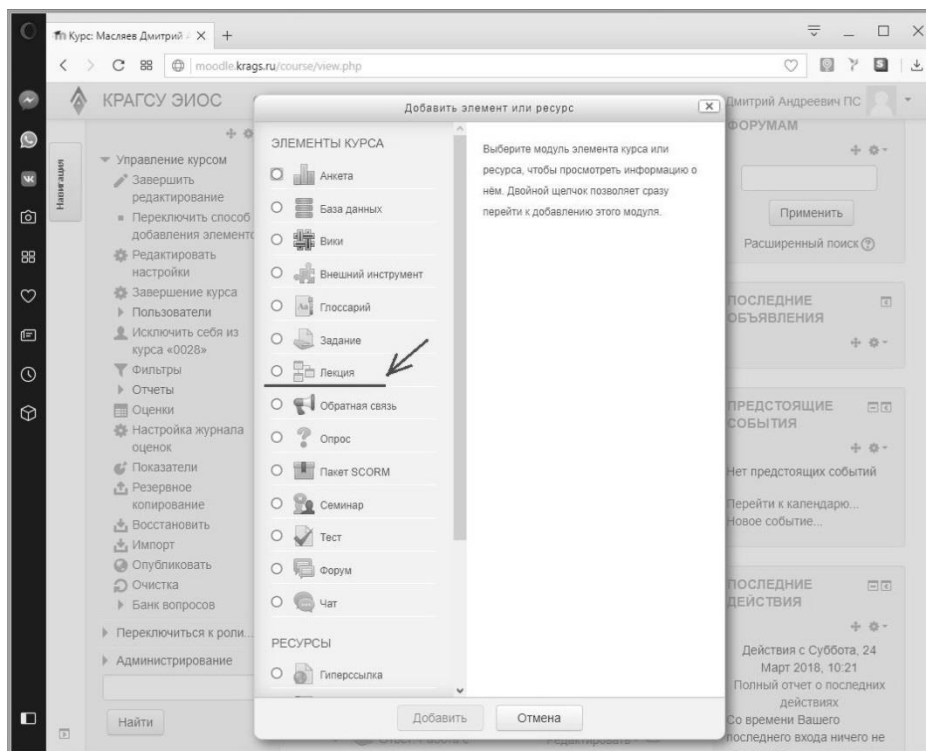 Курс: Масляев Дмитрий
moodle.krags.ru/course/view.php
КРАГСУ ЭИОС
Дмитрий Андреевич ПС
Навигация
Управление курсом
Завершить
редактирование
Переключить способ
добавления
Редактировать
настройки
Завершение курса
Пользователи
Исключить себя из
курса «0028»
Фильтры
Отчеты
Оценки
Настройка журнала
оценок
Показатели
Резервное
копирование
Восстановить
Импорт
Опубликовать
Очистка
Банк вопросов
Переключиться к роли...
Администрирование
Найти
Добавить элемент или ресурс
ЭЛЕМЕНТЫ КУРСА
Анкета
База данных
Вики
Внешний инструмент
Глоссарий
Задание
Лекция
Обратная связь
Опрос
Пакет SCORM
Семинар
Тест
Форум
Чат
РЕСУРСЫ
Гиперссылка
Выберите модуль элемента курса или
ресурса, чтобы просмотреть информацию о
нём. Двойной щелчок позволяет сразу
перейти к добавлению этого модуля.
Добавить
Отмена
ФОРУМАМ
Применить
Расширенный поиск
ПОСЛЕДНИЕ
ОБЪЯВЛЕНИЯ
ПРЕДСТОЯЩИЕ
СОБЫТИЯ
Нет предстоящих событий
Перейти к календарю...
Новое событие...
ПОСЛЕДНИЕ
ДЕЙСТВИЯ
Действия с Суббота, 24
Март 2018, 10:21
Полный отчет о последних
действиях
Со времени Вашего
последнего входа ничего не